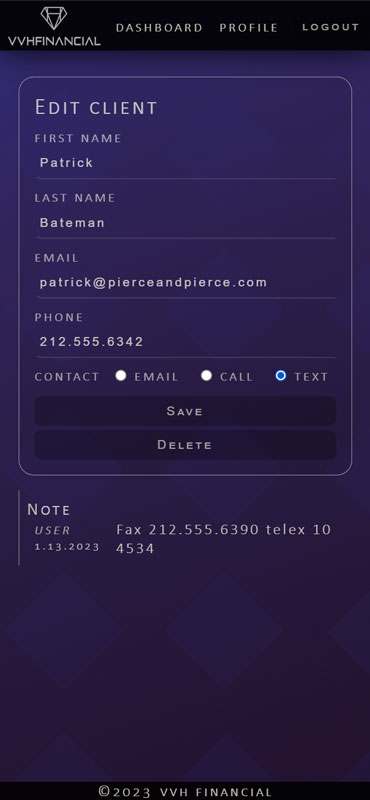 VVHFINANCIAL DASHBOARD PROFILE LOGOUT
EDIT CLIENT
FIRST NAME
Patrick
LAST NAME
Bateman
EMAIL
patrick@pierceandpierce.com
PHONE
212.555.6342
CONTACT EMAIL CALL TEXT
SAVE
DELETE
NOTE
USER
1.13.2023
Fax 212.555.6390 telex 10
4534
©2023 VVH FINANCIAL